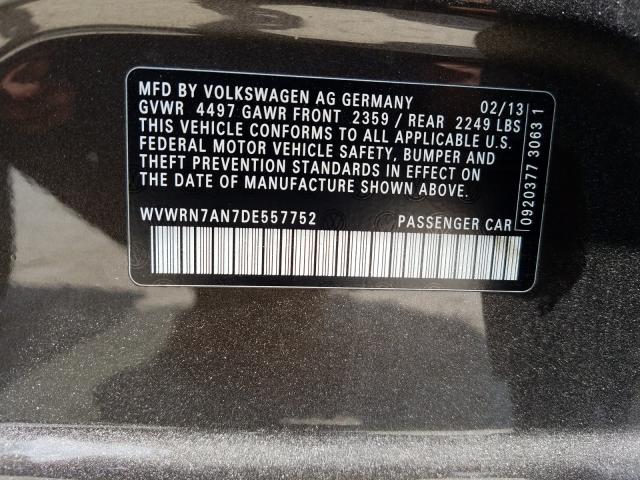 MFD BY VOLKSWAGEN AG GERMANY 02/13
GVWR 4497 GAWR FRONT 2359 / REAR 2249 LBS
THIS VEHICLE CONFORMS TO ALL APPLICABLE U.S.
FEDERAL MOTOR VEHICLE SAFETY, BUMPER AND
THEFT PREVENTION STANDARDS IN EFFECT ON
THE DATE OF MANUFACTURE SHOWN ABOVE.
WVWRN7AN7DE557752 PASSENGER CAR
0920377 3063 1